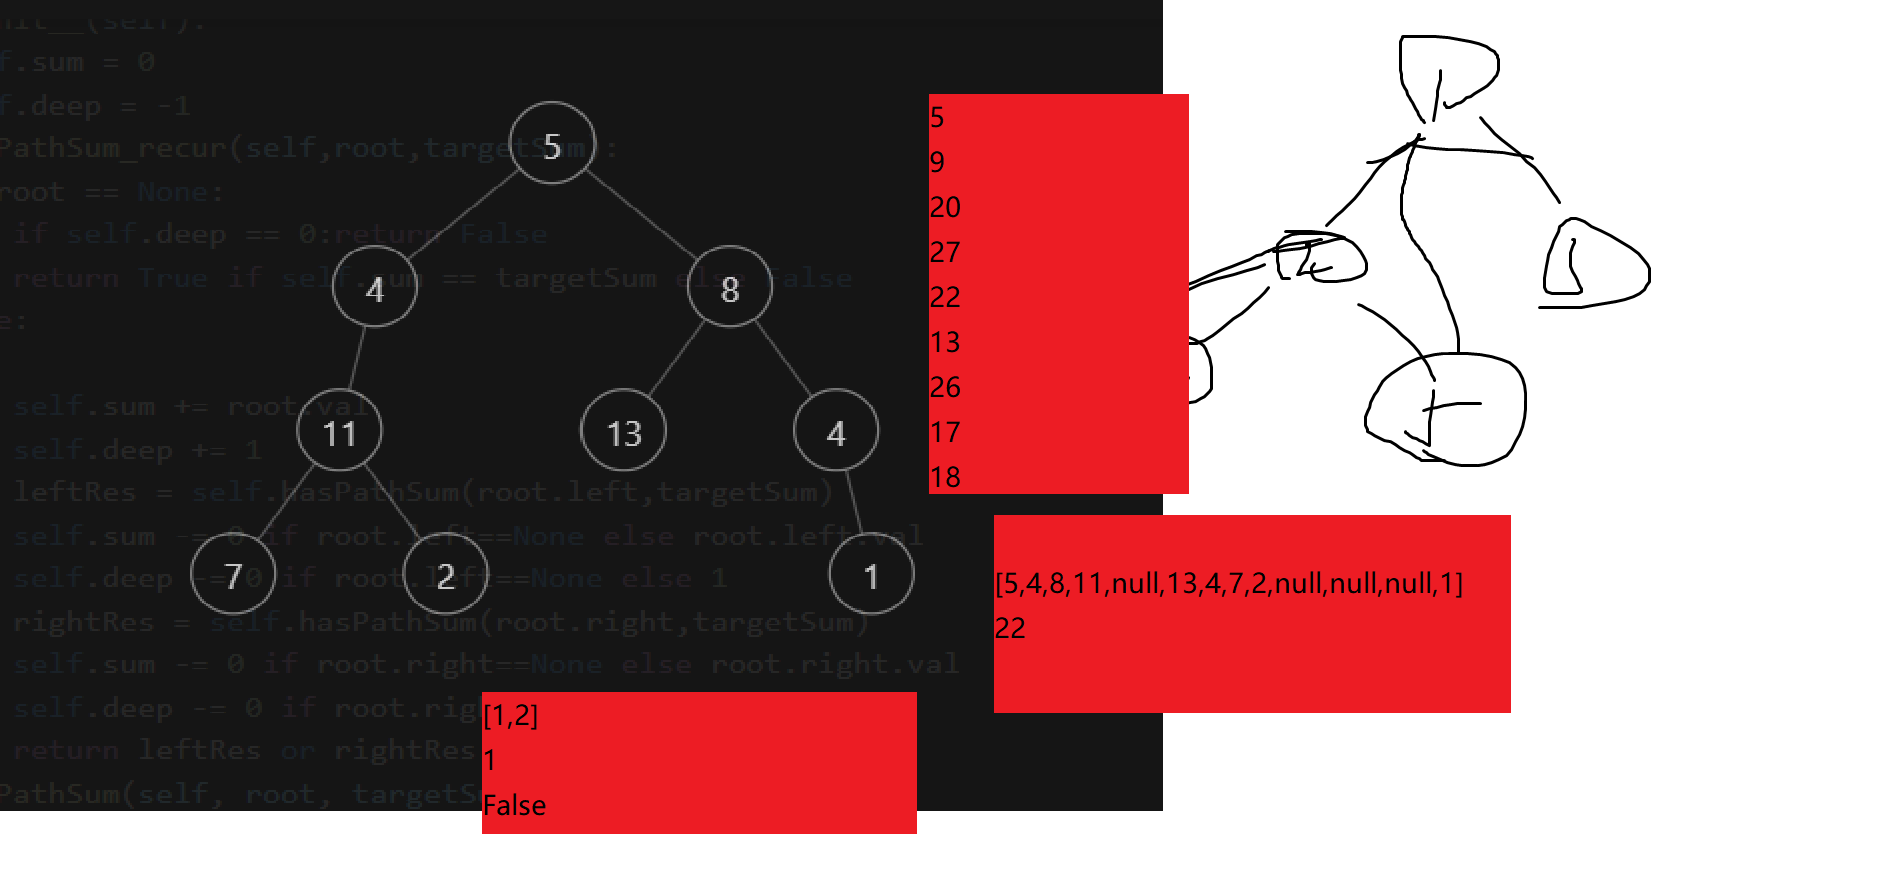 f.sum = 0
f.deep = -1
PathSum_recur(self,root,targetSum):
root == None:
if self.deep == 0:return False
return True if self.sum == targetSum else False
e:
self.sum += root.val
self.deep += 1
leftRes = self.hasPathSum(root.left,targetSum)
self.sum -= 0 if root.left==None else root.left.val
self.deep -= 0 if root.left==None else 1
rightRes = self.hasPathSum(root.right,targetSum)
self.sum -= 0 if root.right==None else root.right.val
self.deep -= 0 if root.rig
return leftRes or rightRes
PathSum(self, root, targetS
5
4
8
11
13
4
7
2
1
5
9
20
27
22
13
26
17
18
[5,4,8,11,null,13,4,7,2,null,null,null,1]
22
[1,2]
1
False